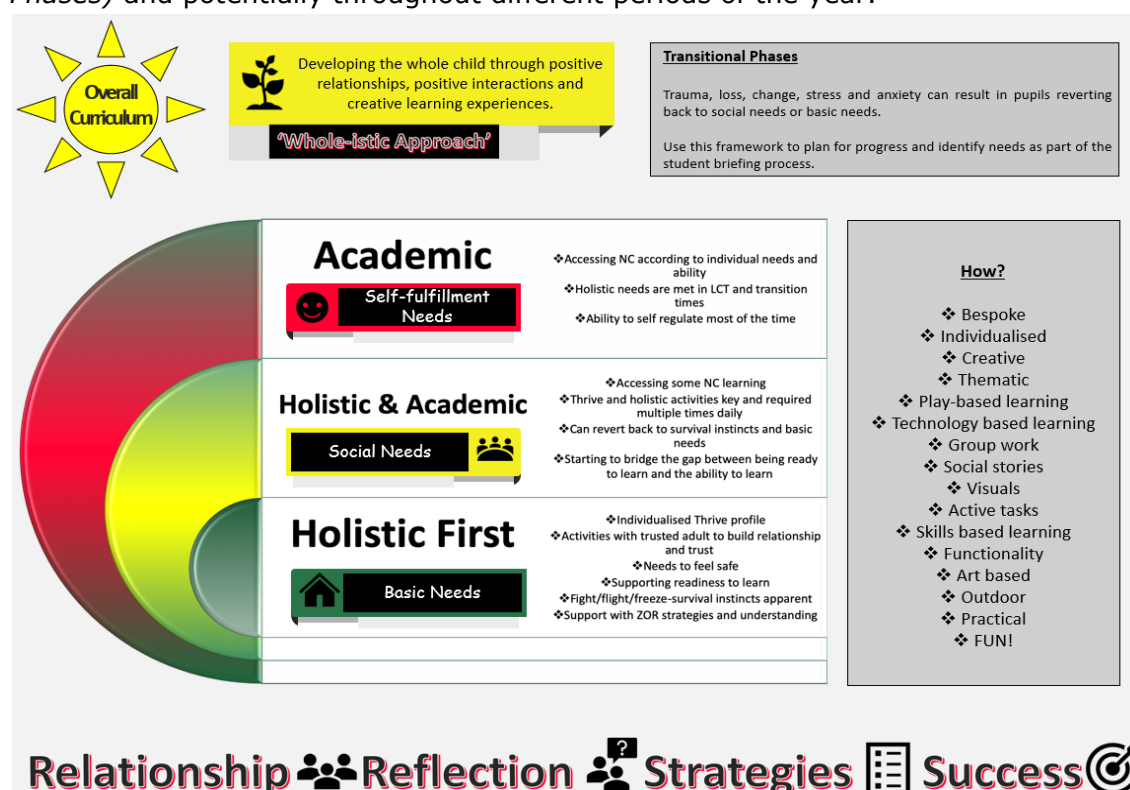 Phases) and potentially throughout different periods of the year.
Overall
Curriculum
Developing the whole child through positive
relationships, positive interactions and
creative learning experiences.
'Whole-istic Approach'
Transitional Phases
Trauma, loss, change, stress and anxiety can result in pupils reverting
back to social needs or basic needs.
Use this framework to plan for progress and identify needs as part of the
student briefing process.
Academic
Self-fulfillment
Needs
❖Accessing NC according to individual needs and
ability
❖Holistic needs are met in LCT and transition
times
❖Ability to self regulate most of the time
Holistic & Academic
Social Needs
❖Accessing some NC learning
❖Thrive and holistic activities key and required
multiple times daily
❖Can revert back to survival instincts and basic
needs
❖Starting to bridge the gap between being ready
to learn and the ability to learn
Holistic First
Basic Needs
❖Individualised Thrive profile
❖Activities with trusted adult to build relationship
and trust
❖Needs to feel safe
❖Supporting readiness to learn
❖Fight/flight/freeze-survival instincts apparent
❖Support with ZOR strategies and understanding
How?
❖ Bespoke
❖ Individualised
❖ Creative
❖ Thematic
❖ Play-based learning
❖ Technology based learning
❖ Group work
❖ Social stories
❖ Visuals
❖ Active tasks
❖ Skills based learning
❖ Functionality
❖ Art based
❖ Outdoor
❖ Practical
❖ FUN!
Relationship Reflection ? Strategies Success